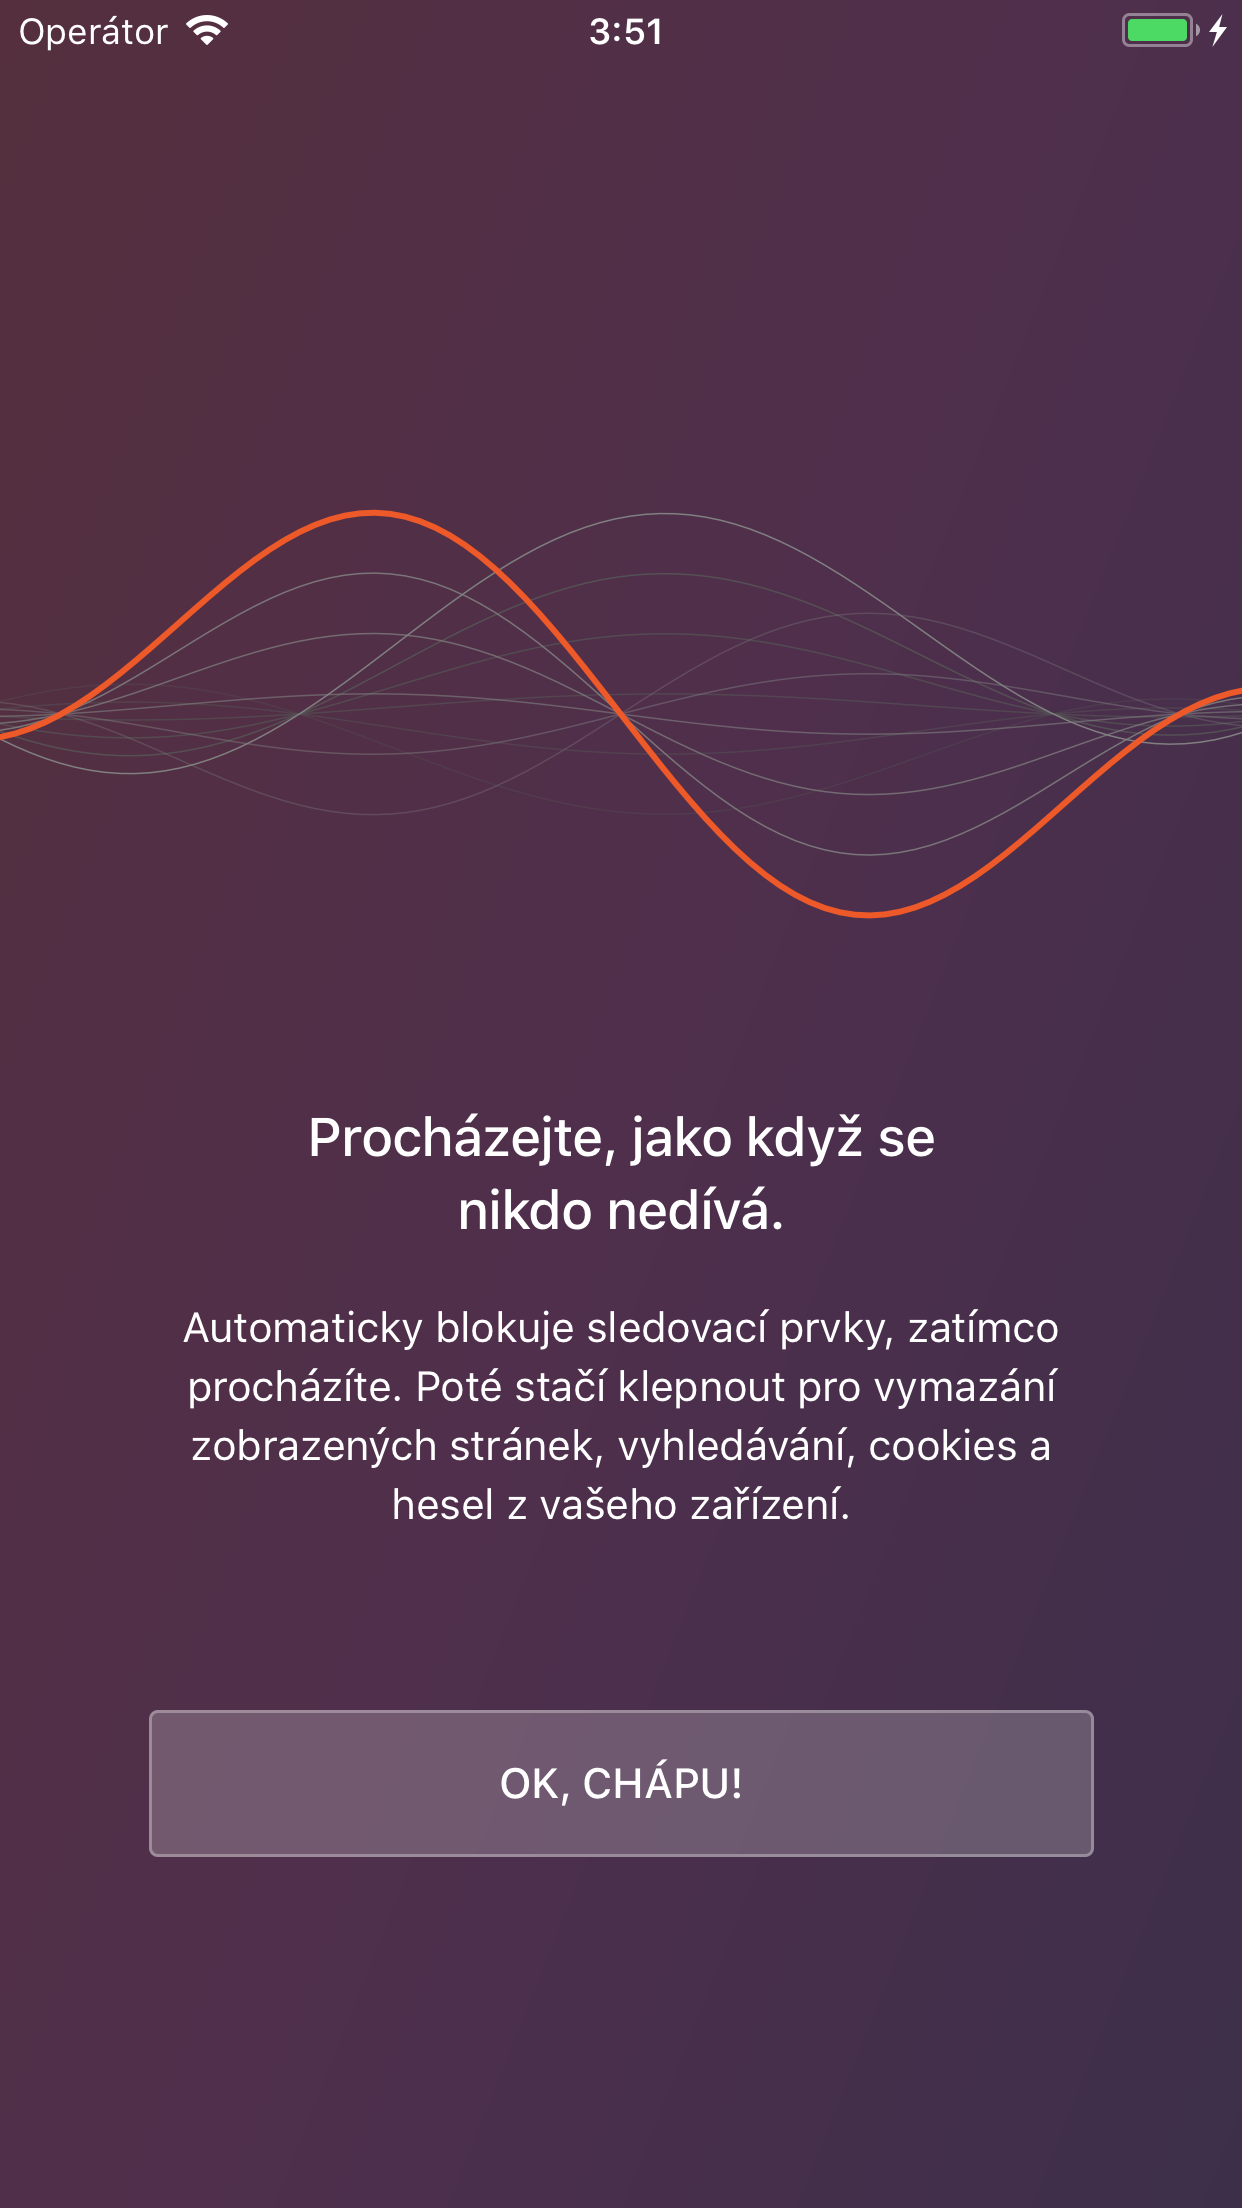 Operátor
3:51
Procházejte, jako když se
nikdo nedívá.
Automaticky blokuje sledovací prvky, zatímco
procházíte. Poté stačí klepnout pro vymazání
zobrazených stránek, vyhledávání, cookies a
hesel z vašeho zařízení.
OK, CHÁPU!